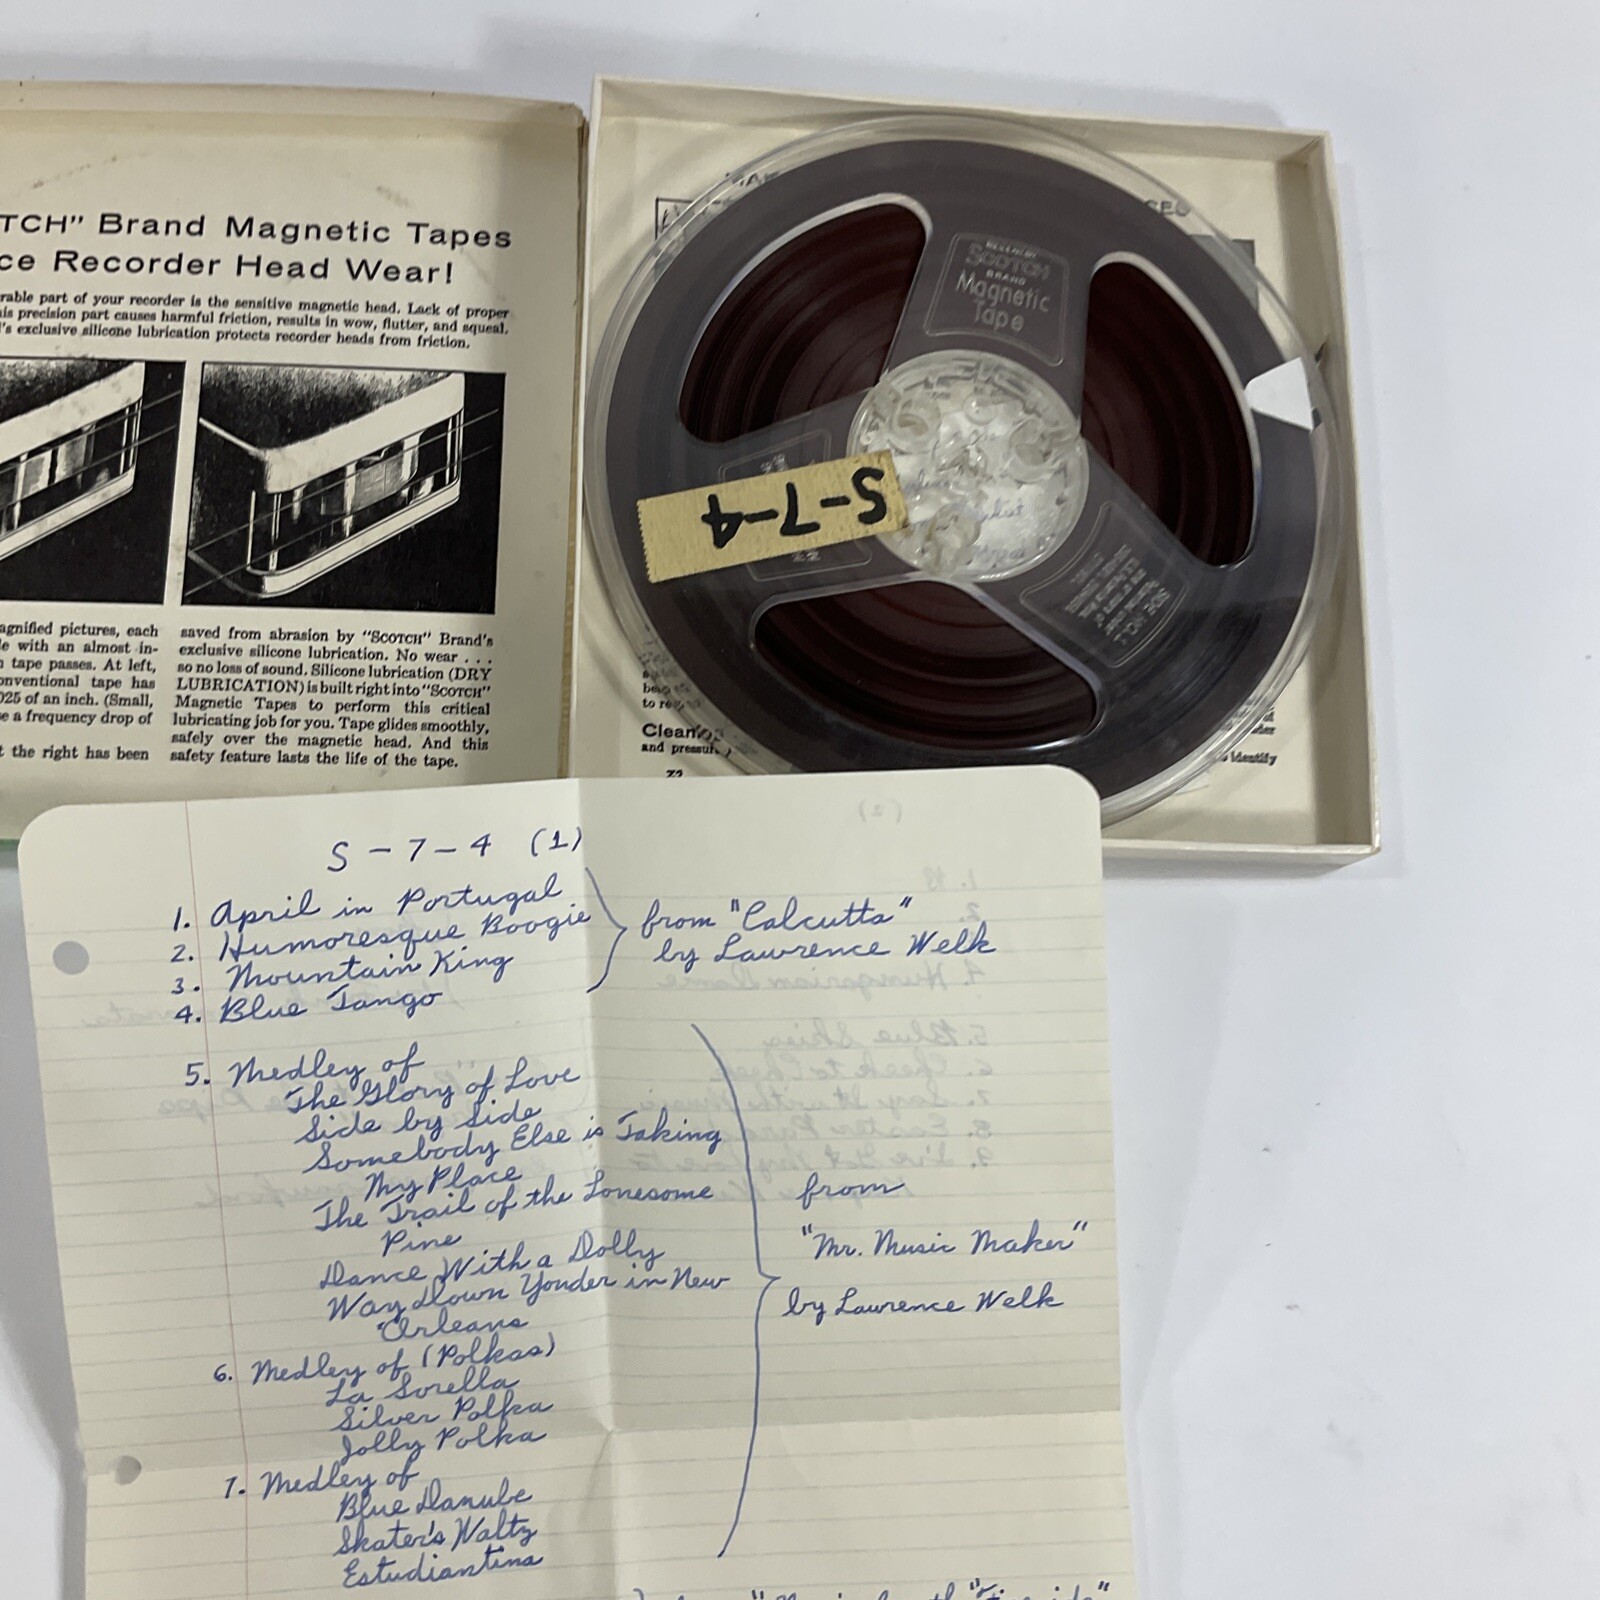 TCH" Brand Magnetic Tapes
ce Recorder Head Wear!
rable part of your recorder is the sensitive magnetic head. Lack of proper
is precision part causes harmful friction, results in wow, flutter, and squeal.
's exclusive silicone lubrication protects recorder heads from friction.
agnified pictures, each
le with an almost in-
n tape passes. At left,
onventional tape has
025 of an inch. (Small,
se a frequency drop of
t the right has been
saved from abrasion by "SCOTCH" Brand's
exclusive silicone lubrication. No wear . . .
so no loss of sound. Silicone lubrication (DRY
LUBRICATION) is built right into "SCOTCH"
Magnetic Tapes to perform this critical
lubricating job for you. Tape glides smoothly,
safely over the magnetic head. And this
safety feature lasts the life of the tape.
SCOTCH
BRAND
Magnetic
Tape
S-7-4
Cleaning
and pressu
identify
S-7-4 (1)
1. April in Portugal
2. Humoresque Boogie
3. Mountain King
4. Blue Tango
from "Calcutta"
by Lawrence Welk
5. Medley of
The Glory of Love
Side by Side
Somebody Else is Taking
My Place
The Trail of the Lonesome
Pine
Dance With a Dolly
Way Down Yonder in New
Orleans
6. Medley of (Polkas)
La Sorella
Silver Polka
Jolly Polka
7. Medley of
Blue Danube
Skater's Waltz
Estudiantina
from
"Mr. Music Maker"
by Lawrence Welk